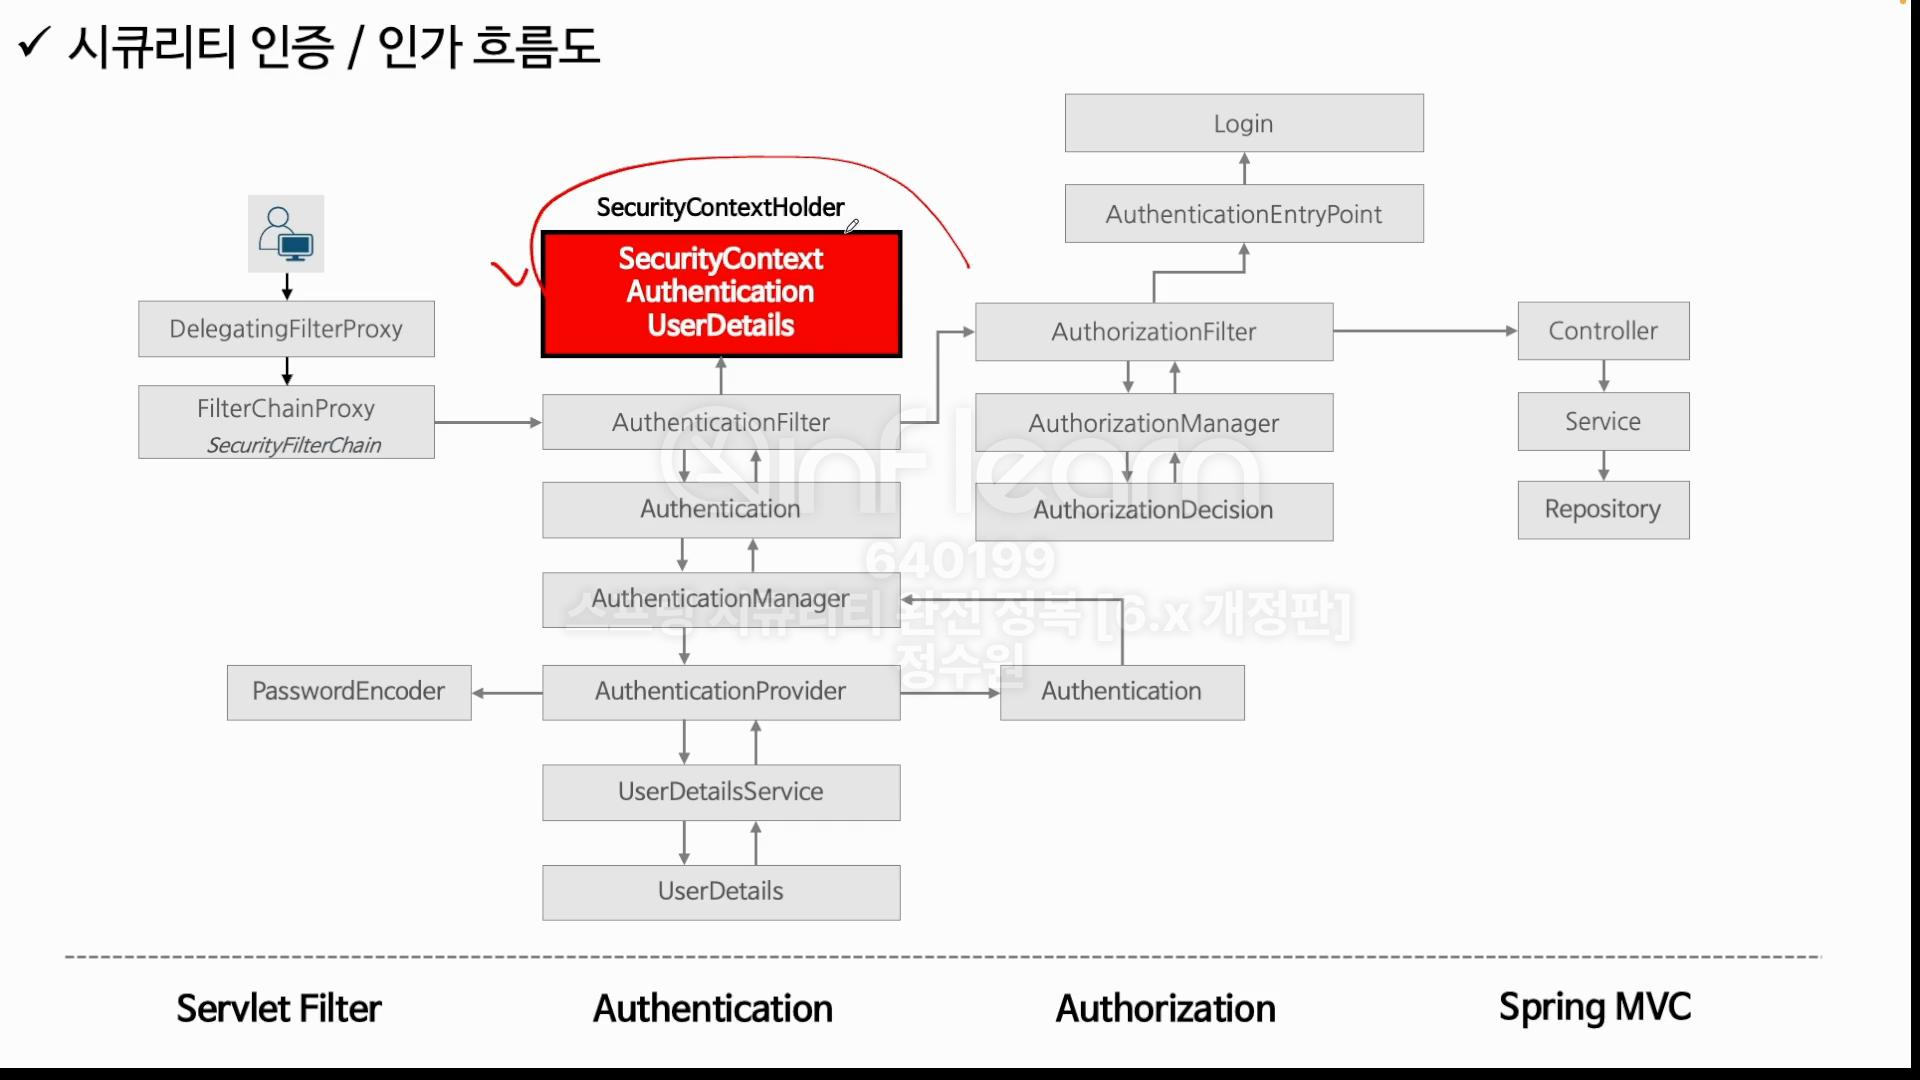 ✓ 시큐리티 인증 / 인가 흐름도
Login
AuthenticationEntryPoint
SecurityContextHolder
SecurityContext
Authentication
UserDetails
DelegatingFilterProxy
FilterChainProxy
SecurityFilterChain
AuthenticationFilter
Authentication
AuthenticationManager
AuthenticationProvider
PasswordEncoder
Authentication
UserDetailsService
UserDetails
AuthorizationFilter
AuthorizationManager
AuthorizationDecision
Controller
Service
Repository
inflearn
640199
스프링 시큐리티 완전 정복 [6.x 개정판]
정수원
Servlet Filter
Authentication
Authorization
Spring MVC